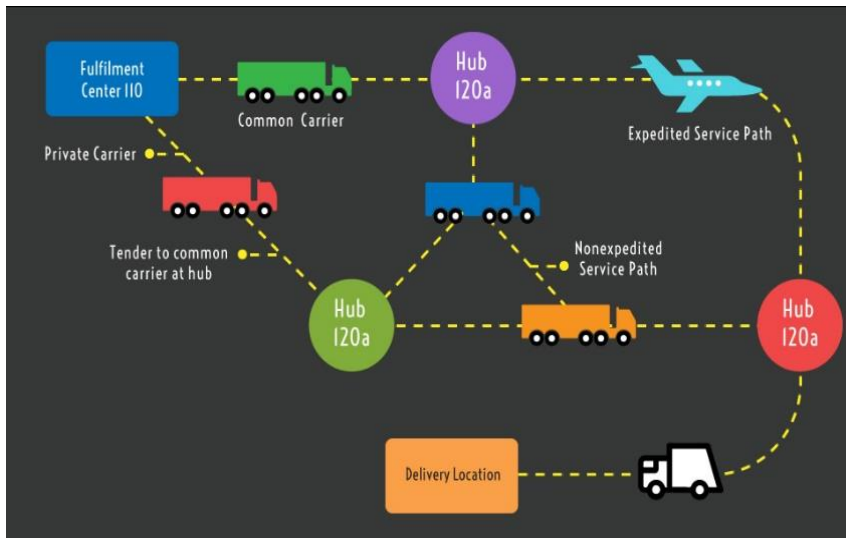 Fulfilment
Center 110
Hub
120a
Common Carrier
Expedited Service Path
Private Carrier
Tender to common
carrier at hub
Nonexpedited
Service Path
Hub
120a
Hub
120a
Delivery Location